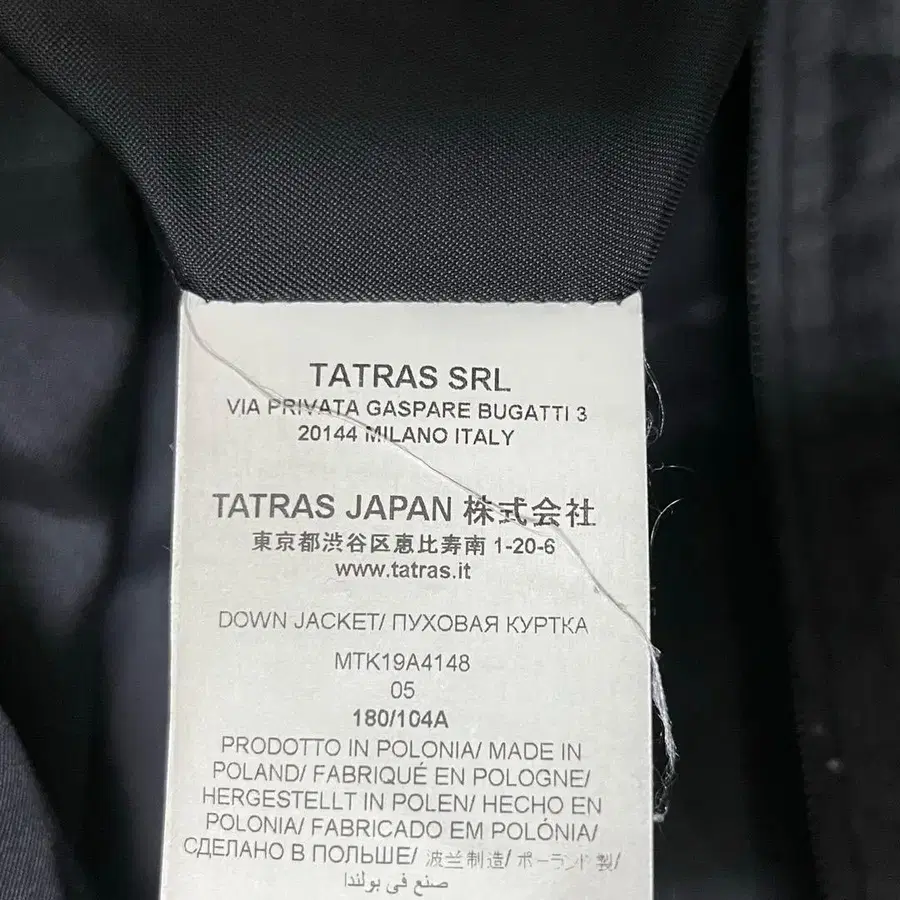 TATRAS SRL
VIA PRIVATA GASPARE BUGATTI 3
20144 MILANO ITALY
TATRAS JAPAN 株式会社
東京都渋谷区恵比寿南 1-20-6
www.tatras.it
DOWN JACKET/ ПУХОВАЯ КУРТКА
MTK19A4148
05
180/104A
PRODOTTO IN POLONIA/ MADE IN
POLAND/ FABRIQUÉ EN POLOGNE/
HERGESTELLT IN POLEN/ HECHO EN
POLONIA/ FABRICADO EM POLÓNIA/
СДЕЛАНО В ПОЛЬШЕ/ 波兰制造/ ポーランド製/
صنع في بولندا